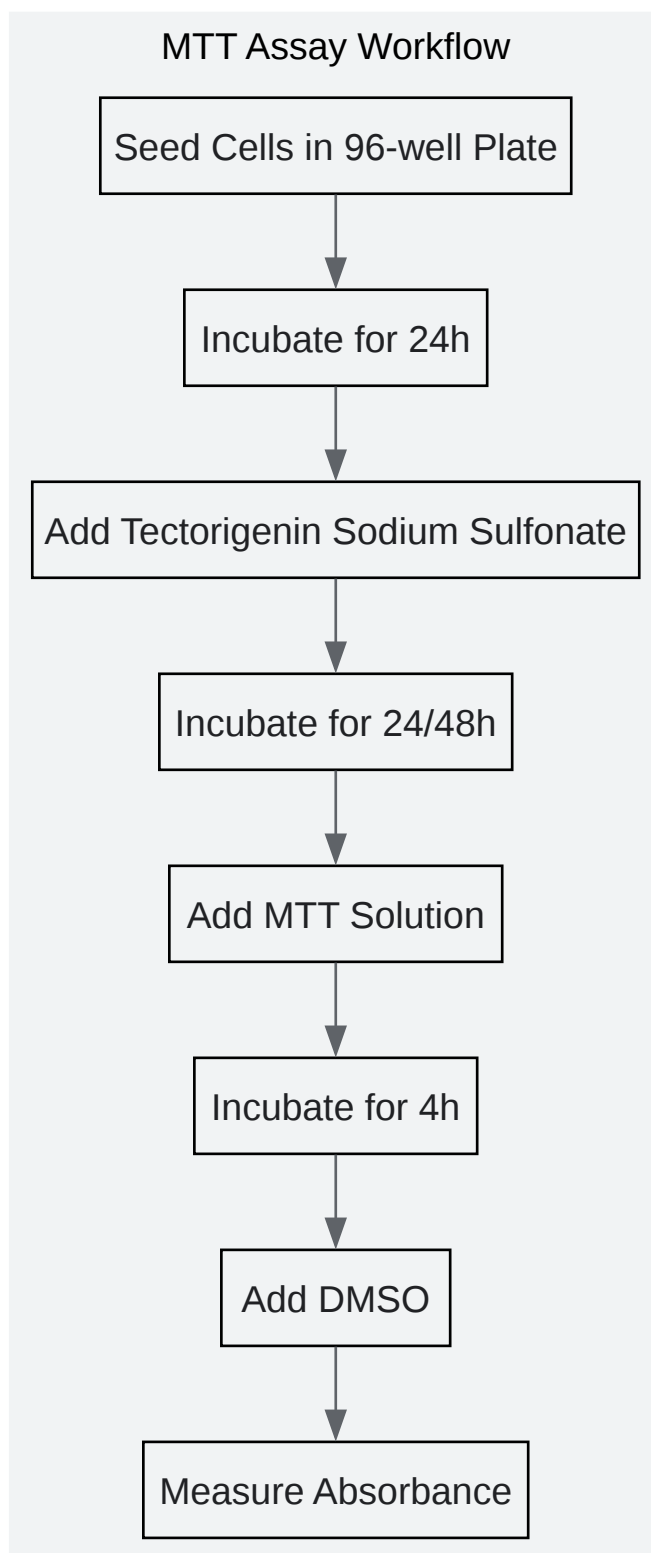 MTT Assay Workflow
Seed Cells in 96-well Plate
Incubate for 24h
Add Tectorigenin Sodium Sulfonate
Incubate for 24/48h
Add MTT Solution
Incubate for 4h
Add DMSO
Measure Absorbance